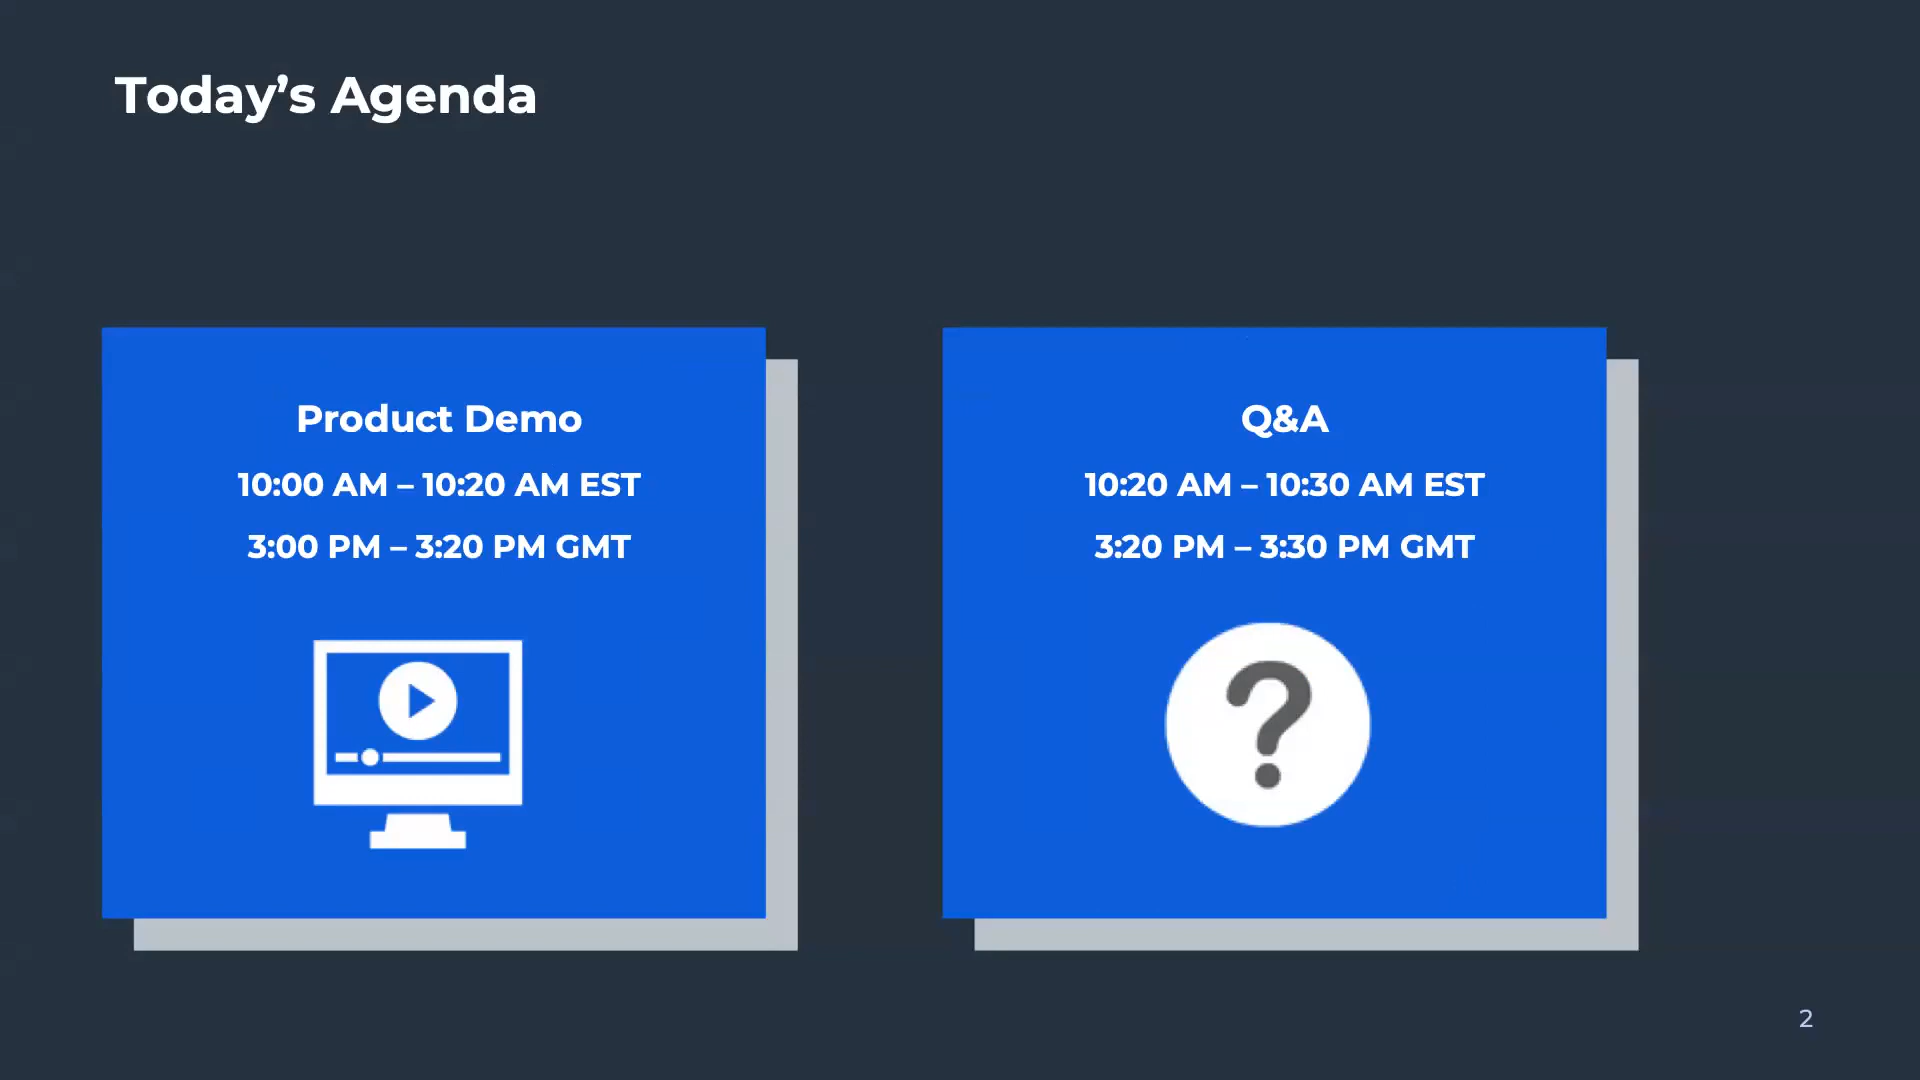 Today’s Agenda
Product Demo
10:00 AM – 10:20 AM EST
3:00 PM – 3:20 PM GMT
Q&A
10:20 AM – 10:30 AM EST
3:20 PM – 3:30 PM GMT
?
2